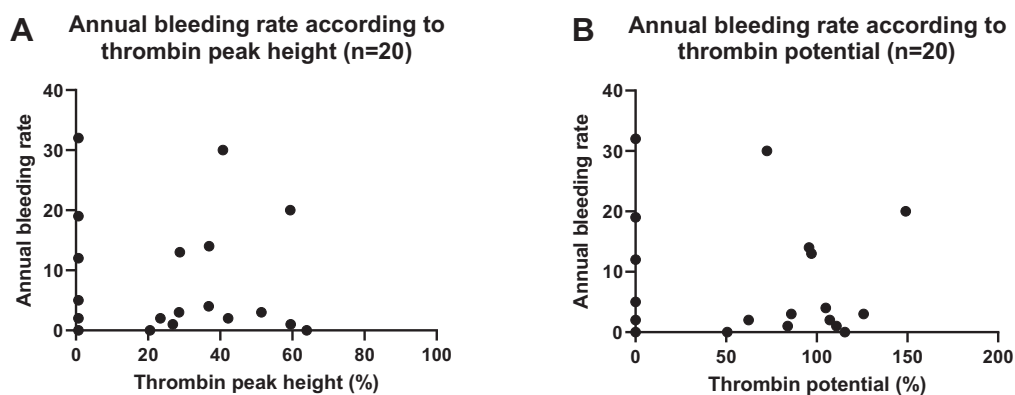 A
Annual bleeding rate according to
thrombin peak height (n=20)
Annual bleeding rate
40
30
20
10
0
0 20 40 60 80 100
Thrombin peak height (%)
B
Annual bleeding rate according to
thrombin potential (n=20)
Annual bleeding rate
40
30
20
10
0
0 50 100 150 200
Thrombin potential (%)